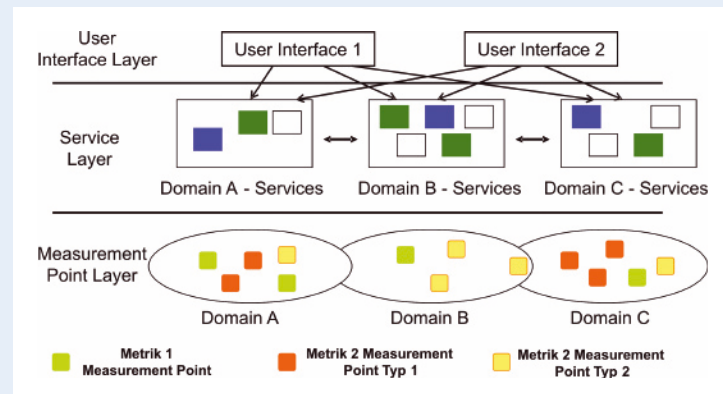 User
Interface Layer
User Interface 1
User Interface 2
Service
Layer
Domain A - Services
Domain B - Services
Domain C - Services
Measurement
Point Layer
Domain A
Domain B
Domain C
Metrik 1
Measurement Point
Metrik 2 Measurement
Point Typ 1
Metrik 2 Measurement
Point Typ 2